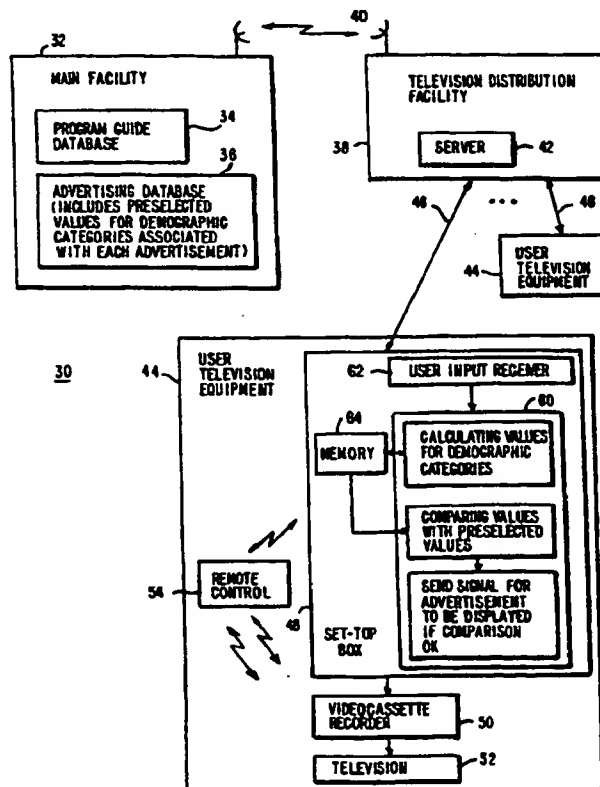 40
32
MAIN FACILITY
PROGRAM GUIDE
DATABASE
34
36
ADVERTISING DATABASE
(INCLUDES PRESELECTED
VALUES FOR DEMOGRAPHIC
CATEGORIES ASSOCIATED
WITH EACH ADVERTISEMENT)
TELEVISION DISTRIBUTION
FACILITY
38
SERVER
42
46
...
46
44
USER
TELEVISION
EQUIPMENT
30
44
USER
TELEVISION
EQUIPMENT
62
USER INPUT RECEIVER
60
64
MEMORY
CALCULATING VALUES
FOR DEMOGRAPHIC
CATEGORIES
COMPARING VALUES
WITH PRESELECTED
VALUES
SEND SIGNAL FOR
ADVERTISEMENT
TO BE DISPLAYED
IF COMPARISON
OK
REMOTE
CONTROL
54
48
SET-TOP
BOX
VIDEOCASSETTE
RECORDER
50
TELEVISION
52